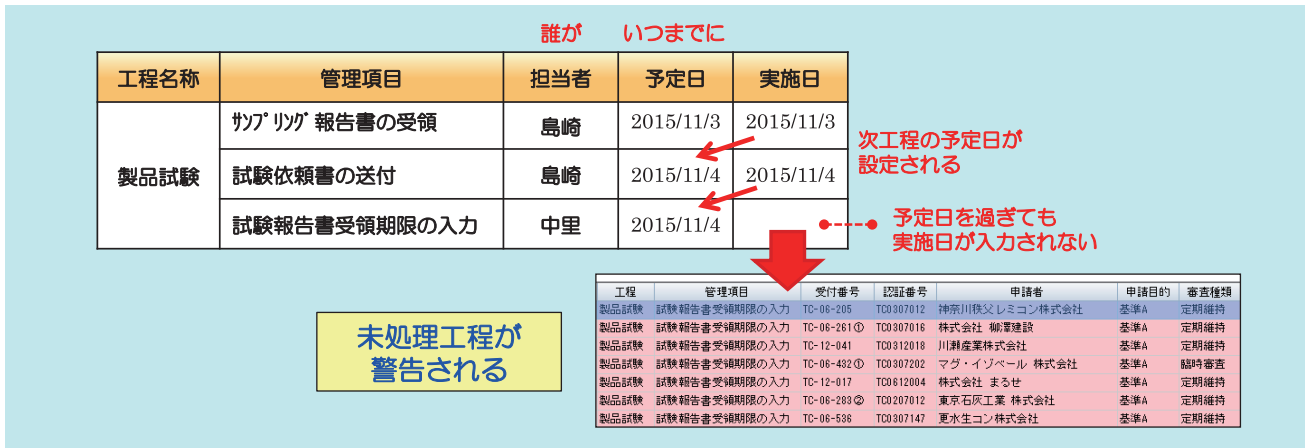 誰が いつまでに
工程名称 管理項目 担当者 予定日 実施日
製品試験
ｻﾝﾌﾟﾘﾝｸﾞ報告書の受領 島崎 2015/11/3 2015/11/3
試験依頼書の送付 島崎 2015/11/4 2015/11/4
試験報告書受領期限の入力 中里 2015/11/4
次工程の予定日が
設定される
予定日を過ぎても
実施日が入力されない
未処理工程が
警告される
工程 管理項目 受付番号 認証番号 申請者 申請目的 審査種類
製品試験 試験報告書受領期限の入力 TC-06-205 TC0307012 神奈川秩父レミコン株式会社 基準A 定期維持
製品試験 試験報告書受領期限の入力 TC-06-261① TC0307016 株式会社 柳澤建設 基準A 定期維持
製品試験 試験報告書受領期限の入力 TC-12-041 TC0312018 川瀬産業株式会社 基準A 定期維持
製品試験 試験報告書受領期限の入力 TC-06-432① TC0307202 マグ・イゾベール 株式会社 基準A 臨時審査
製品試験 試験報告書受領期限の入力 TC-12-017 TC0612004 株式会社 まるせ 基準A 定期維持
製品試験 試験報告書受領期限の入力 TC-06-283② TC0207012 東京石灰工業 株式会社 基準A 定期維持
製品試験 試験報告書受領期限の入力 TC-06-536 TC0307147 更水生コン株式会社 基準A 定期維持